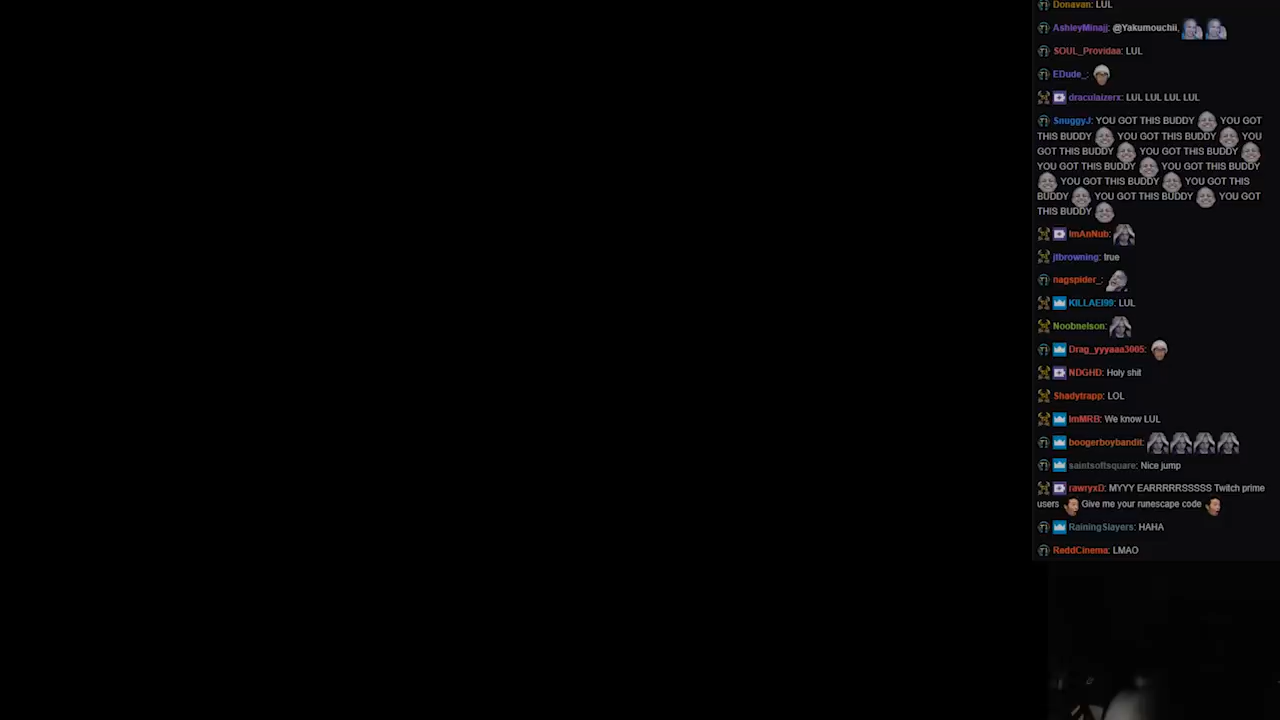 Donavan: LUL
AshleyMinajj: @Yakumouchii,
SOUL_Providaa: LUL
EDude_:
draculaizerx: LUL LUL LUL LUL
SnuggyJ: YOU GOT THIS BUDDY YOU GOT
THIS BUDDY YOU GOT THIS BUDDY YOU
GOT THIS BUDDY YOU GOT THIS BUDDY
YOU GOT THIS BUDDY YOU GOT THIS BUDDY
YOU GOT THIS BUDDY YOU GOT THIS
BUDDY YOU GOT THIS BUDDY YOU GOT
THIS BUDDY
ImAnNub:
jtbrowning: true
nagspider_:
KILLAEI99: LUL
Noobnelson:
Drag_yyyaaa3005:
NDGHD: Holy shit
Shadytrapp: LOL
ImMRB: We know LUL
boogerboybandit:
saintsoftsquare: Nice jump
rawryxD: MYYY EARRRRRSSSSS Twitch prime
users Give me your runescape code
RainingSlayers: HAHA
ReddCinema: LMAO